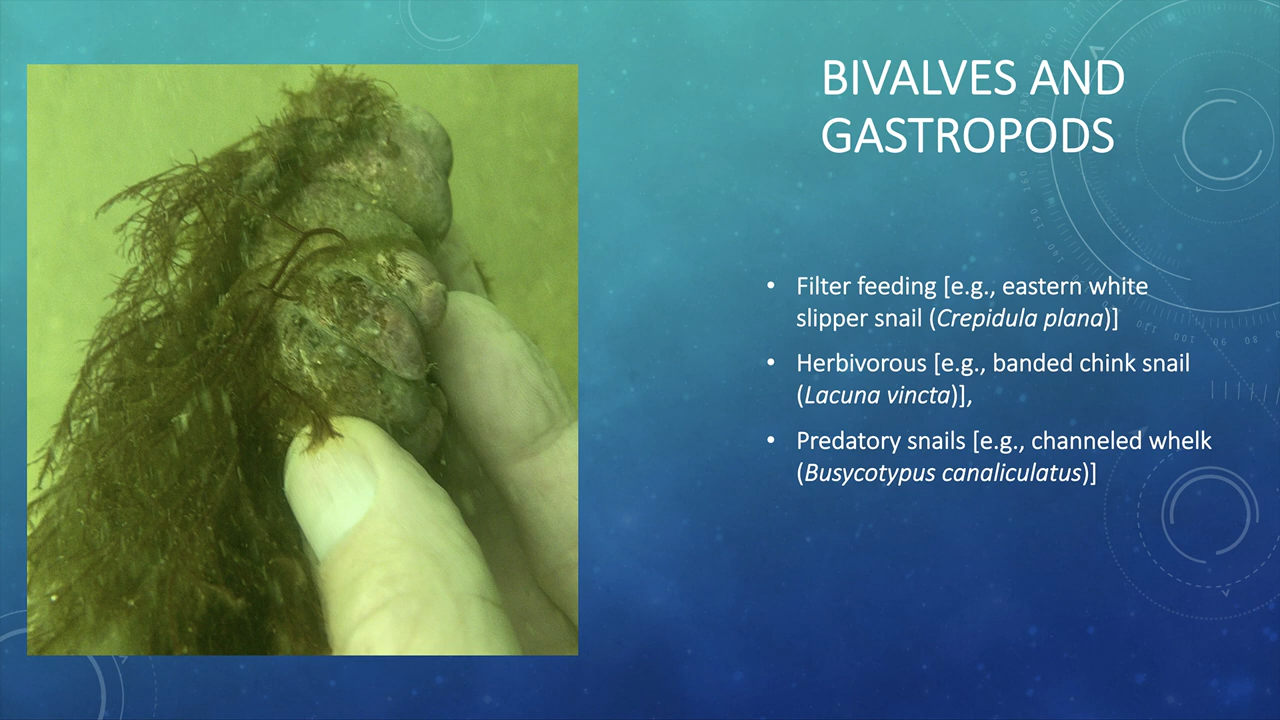 BIVALVES AND
GASTROPODS
• Filter feeding [e.g., eastern white
slipper snail (Crepidula plana)]
• Herbivorous [e.g., banded chink snail
(Lacuna vincta)],
• Predatory snails [e.g., channeled whelk
(Busycotypus canaliculatus)]